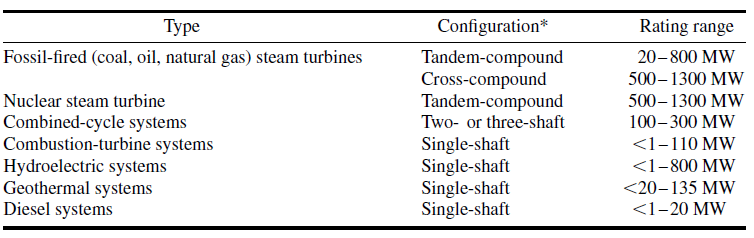 Type Configuration* Rating range
Fossil-fired (coal, oil, natural gas) steam turbines Tandem-compound 20–800 MW
Cross-compound 500–1300 MW
Nuclear steam turbine Tandem-compound 500–1300 MW
Combined-cycle systems Two- or three-shaft 100–300 MW
Combustion-turbine systems Single-shaft <1–110 MW
Hydroelectric systems Single-shaft <1–800 MW
Geothermal systems Single-shaft <20–135 MW
Diesel systems Single-shaft <1–20 MW